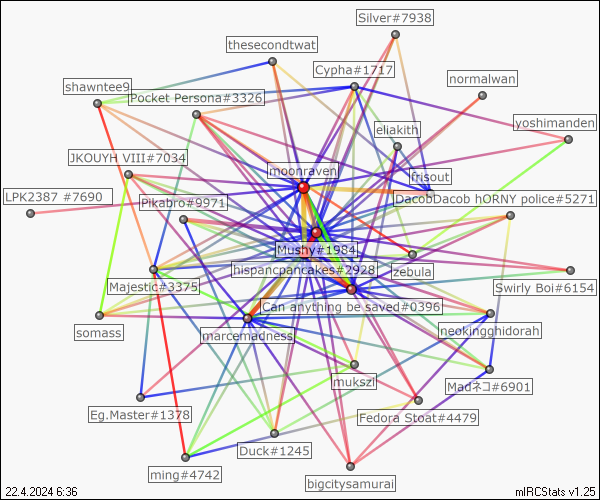 Silver#7938
thesecondtwat
Cypha#1717
normalwan
shawntee9
Pocket Persona#3326
yoshimanden
eliakith
JKOUYH VIII#7034
moonraven
frisout
LPK2387 #7690
DacobDacob hORNY police#5271
Pikabro#9971
Mushy#1984
hispancpancakes#2928
zebula
Majestic#3375
Swirly Boi#6154
Can anything be saved#0396
somass
marcemadness
neokingghidorah
mukszi
Madネコ#6901
Eg.Master#1378
Fedora Stoat#4479
Duck#1245
ming#4742
bigcitysamurai
22.4.2024 6:36
mIRCStats v1.25